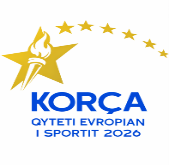 KORÇA
QYTETI EVROPIAN
I SPORTIT 2026